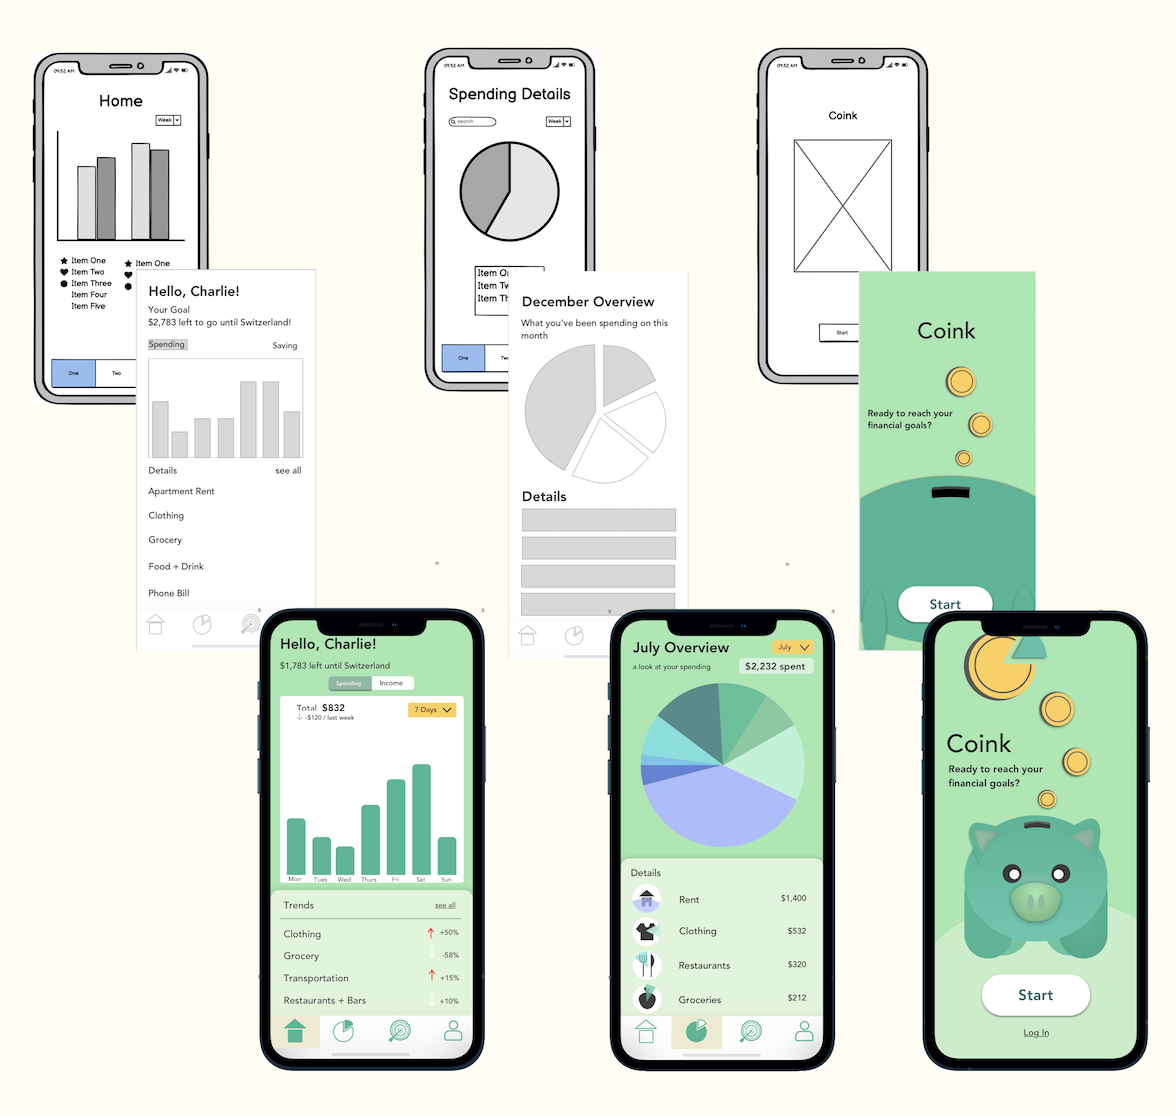 09:52 AM
Home
Week
Item One
Item Two
Item Three
Item Four
Item Five
Item One
One
Two
09:52 AM
Spending Details
search
Week
Item
Item
Item
One
09:52 AM
Coink
Start
Hello, Charlie!
Your Goal
$2,783 left to go until Switzerland!
Spending
Saving
Details
see all
Apartment Rent
Clothing
Grocery
Food + Drink
Phone Bill
December Overview
What you've been spending on this
month
Details
Coink
Ready to reach your
financial goals?
Start
Hello, Charlie!
$1,783 left until Switzerland
Spending
Income
Total $832
-$120 / last week
7 Days
Mon Tues Wed Thurs Fri Sat Sun
Trends
see all
Clothing +50%
Grocery -58%
Transportation +15%
Restaurants + Bars +10%
July Overview
July
a look at your spending
$2,232 spent
Details
Rent $1,400
Clothing $532
Restaurants $320
Groceries $212
Coink
Ready to reach your
financial goals?
Start
Log In